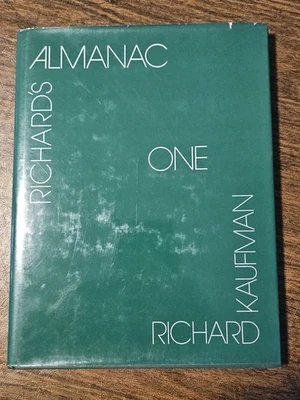 RICHARD'S
ALMANAC
ONE
RICHARD
KAUFMAN